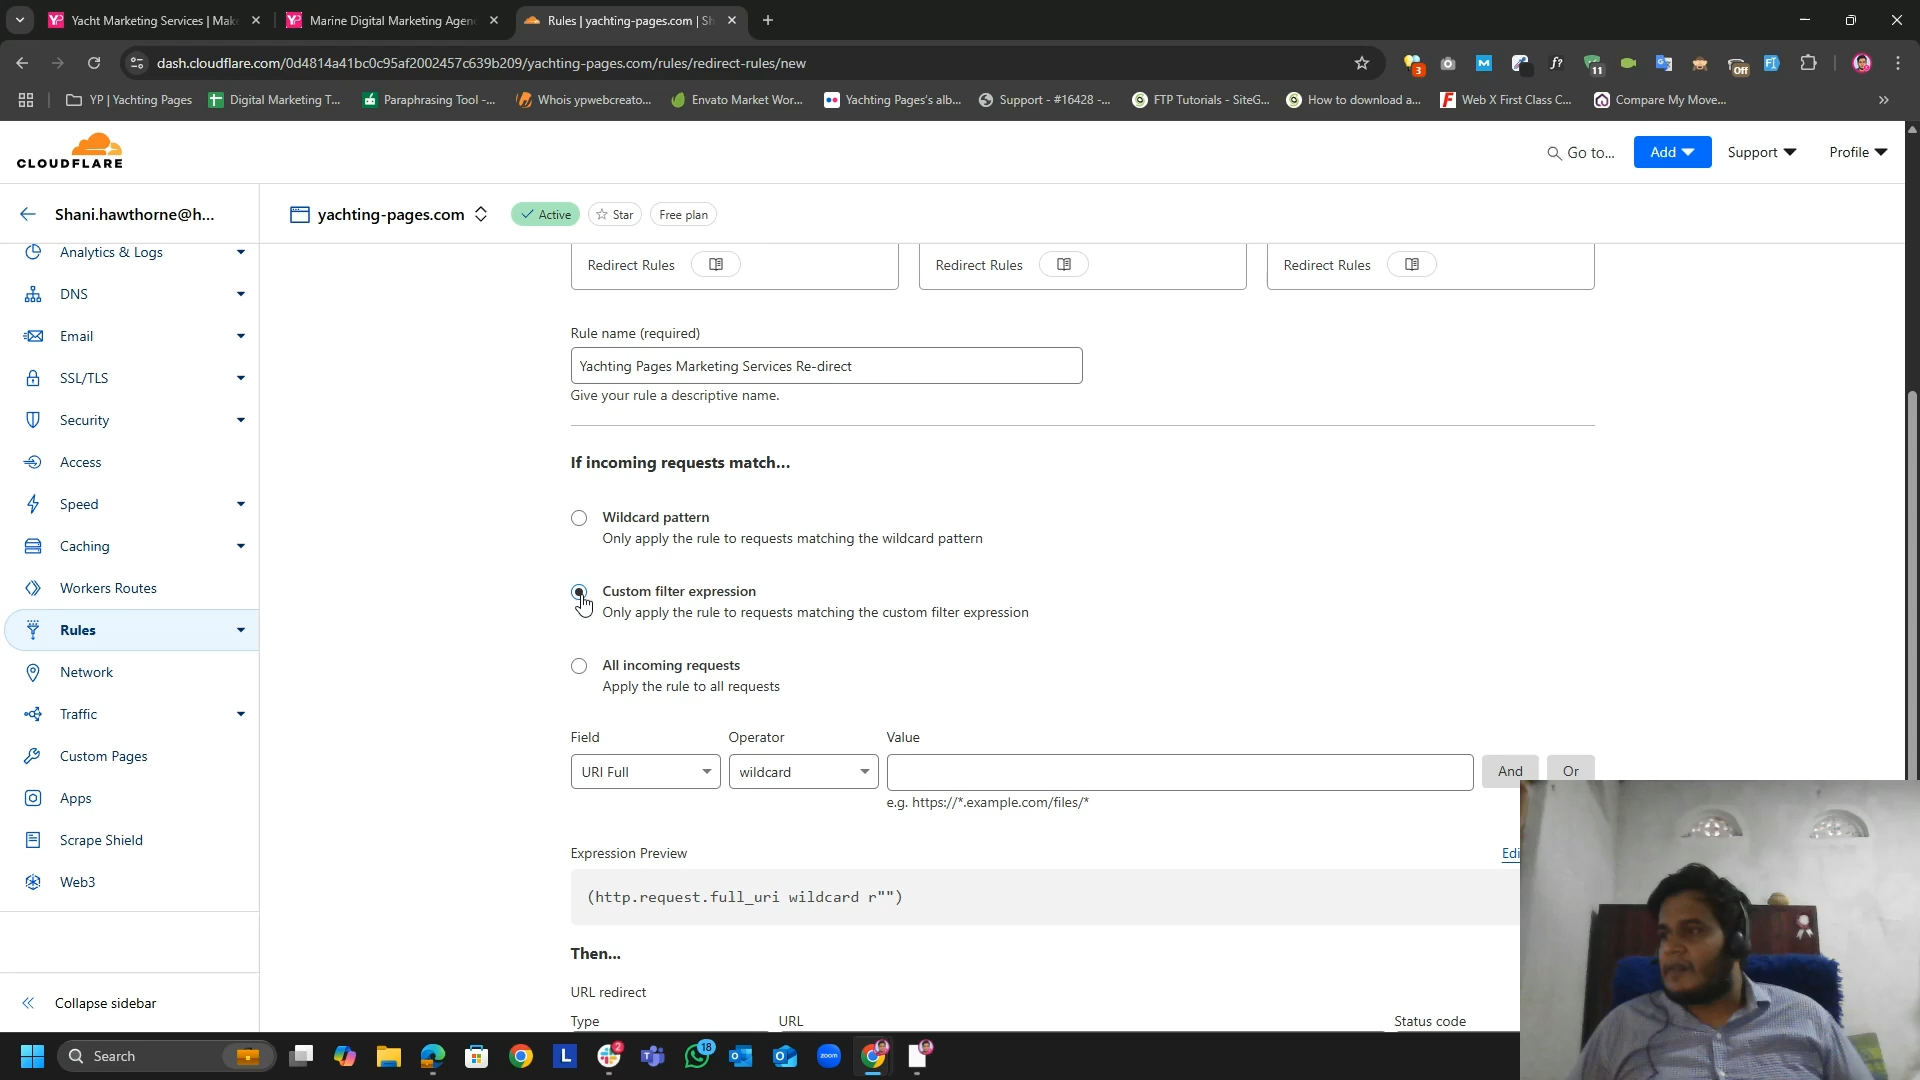 Yacht Marketing Services | Mak
Marine Digital Marketing Agen
Rules | yachting-pages.com | Sh
dash.cloudflare.com/0d4814a41bc0c95af2002457c639b209/yachting-pages.com/rules/redirect-rules/new
3
11
Off
YP | Yachting Pages
Digital Marketing T...
Paraphrasing Tool -...
Whois ypwebcreato...
Envato Market Wor...
Yachting Pages's alb...
Support - #16428 -...
FTP Tutorials - SiteG...
How to download a...
Web X First Class C...
Compare My Move...
CLOUDFLARE
Go to...
Add
Support
Profile
Shani.hawthorne@h...
yachting-pages.com
Active
Star
Free plan
Analytics & Logs
DNS
Email
SSL/TLS
Security
Access
Speed
Caching
Workers Routes
Rules
Network
Traffic
Custom Pages
Apps
Scrape Shield
Web3
Collapse sidebar
Redirect Rules
Redirect Rules
Redirect Rules
Rule name (required)
Yachting Pages Marketing Services Re-direct
Give your rule a descriptive name.
If incoming requests match...
Wildcard pattern
Only apply the rule to requests matching the wildcard pattern
Custom filter expression
Only apply the rule to requests matching the custom filter expression
All incoming requests
Apply the rule to all requests
Field
Operator
Value
URI Full
wildcard
And
Or
e.g. https://*.example.com/files/*
Expression Preview
Edi
(http.request.full_uri wildcard r"")
Then...
URL redirect
Type
URL
Status code
Search
2
18
zoom